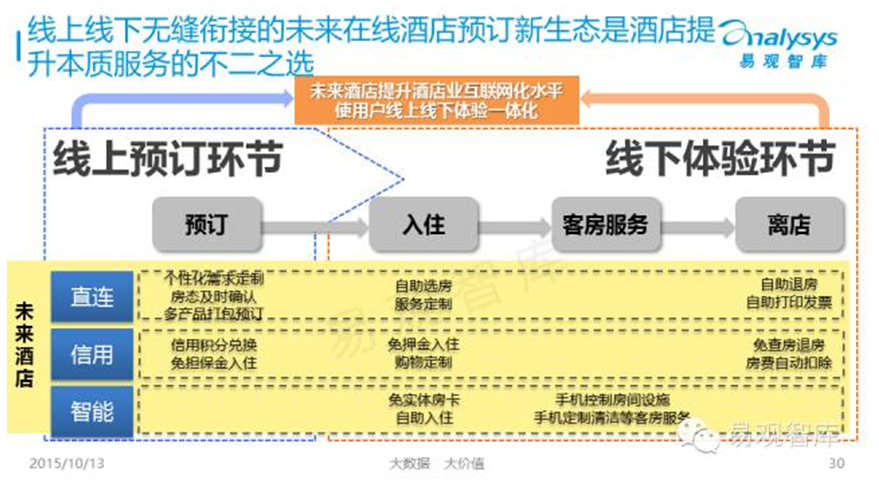 线上线下无缝衔接的未来在线酒店预订新生态是酒店提
升本质服务的不二之选
analysys
易观智库
未来酒店提升酒店业互联网化水平
使用户线上线下体验一体化
线上预订环节
线下体验环节
预订
入住
客房服务
离店
未来酒店
直连
个性化需求定制
房态及时确认
多产品打包预订
自助选房
服务定制
自助退房
自助打印发票
信用
信用积分兑换
免担保金入住
免押金入住
购物定制
免查房退房
房费自动扣除
智能
免实体房卡
自助入住
手机控制房间设施
手机定制清洁等客房服务
易观智库
易观智库
2015/10/13
大数据 大价值
30